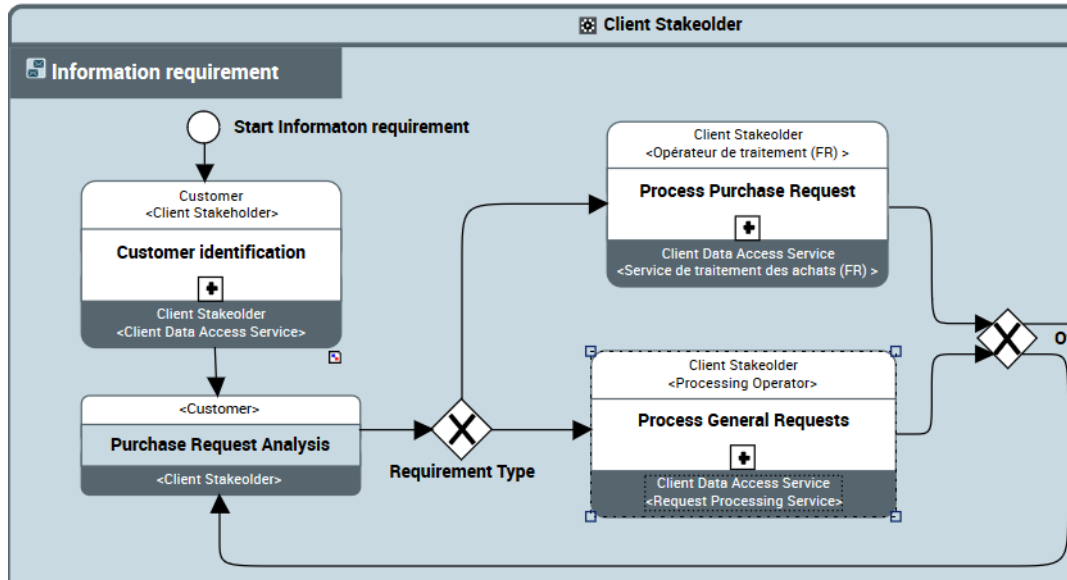 Client Stakeolder
Information requirement
Start Informaton requirement
Customer
<Client Stakeholder>
Customer identification
Client Stakeolder
<Client Data Access Service>
<Customer>
Purchase Request Analysis
<Client Stakeolder>
Requirement Type
Client Stakeolder
<Opérateur de traitement (FR) >
Process Purchase Request
Client Data Access Service
<Service de traitement des achats (FR) >
Client Stakeolder
<Processing Operator>
Process General Requests
Client Data Access Service
<Request Processing Service>